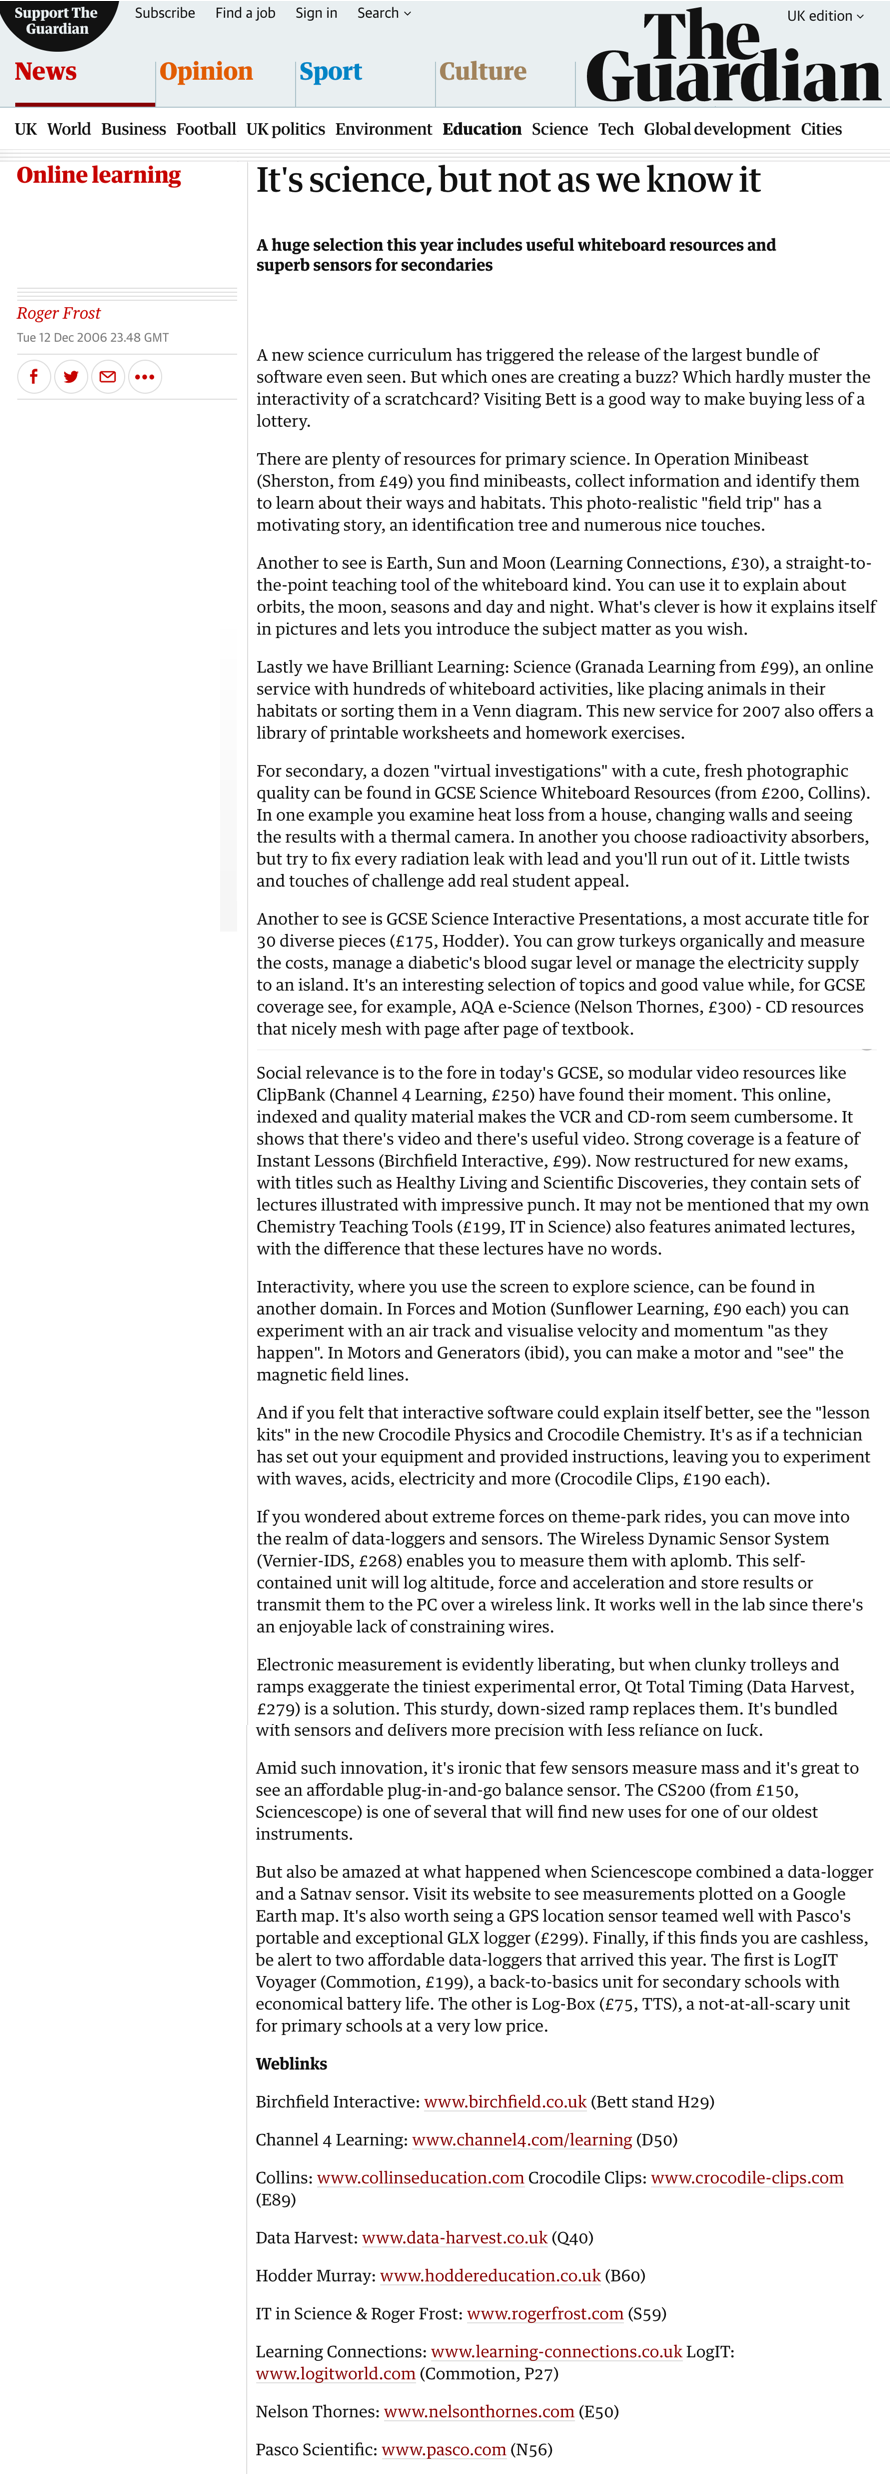 Support The
Guardian
Subscribe Find a job Sign in Search
UK edition
The
Guardian
News Opinion Sport Culture
UK World Business Football UK politics Environment Education Science Tech Global development Cities
Online learning
It's science, but not as we know it
A huge selection this year includes useful whiteboard resources and
superb sensors for secondaries
Roger Frost
Tue 12 Dec 2006 23.48 GMT
A new science curriculum has triggered the release of the largest bundle of
software even seen. But which ones are creating a buzz? Which hardly muster the
interactivity of a scratchcard? Visiting Bett is a good way to make buying less of a
lottery.
There are plenty of resources for primary science. In Operation Minibeast
(Sherston, from £49) you find minibeasts, collect information and identify them
to learn about their ways and habitats. This photo-realistic "field trip" has a
motivating story, an identification tree and numerous nice touches.
Another to see is Earth, Sun and Moon (Learning Connections, £30), a straight-to-
the-point teaching tool of the whiteboard kind. You can use it to explain about
orbits, the moon, seasons and day and night. What's clever is how it explains itself
in pictures and lets you introduce the subject matter as you wish.
Lastly we have Brilliant Learning: Science (Granada Learning from £99), an online
service with hundreds of whiteboard activities, like placing animals in their
habitats or sorting them in a Venn diagram. This new service for 2007 also offers a
library of printable worksheets and homework exercises.
For secondary, a dozen "virtual investigations" with a cute, fresh photographic
quality can be found in GCSE Science Whiteboard Resources (from £200, Collins).
In one example you examine heat loss from a house, changing walls and seeing
the results with a thermal camera. In another you choose radioactivity absorbers,
but try to fix every radiation leak with lead and you'll run out of it. Little twists
and touches of challenge add real student appeal.
Another to see is GCSE Science Interactive Presentations, a most accurate title for
30 diverse pieces (£175, Hodder). You can grow turkeys organically and measure
the costs, manage a diabetic's blood sugar level or manage the electricity supply
to an island. It's an interesting selection of topics and good value while, for GCSE
coverage see, for example, AQA e-Science (Nelson Thornes, £300) - CD resources
that nicely mesh with page after page of textbook.
Social relevance is to the fore in today's GCSE, so modular video resources like
ClipBank (Channel 4 Learning, £250) have found their moment. This online,
indexed and quality material makes the VCR and CD-rom seem cumbersome. It
shows that there's video and there's useful video. Strong coverage is a feature of
Instant Lessons (Birchfield Interactive, £99). Now restructured for new exams,
with titles such as Healthy Living and Scientific Discoveries, they contain sets of
lectures illustrated with impressive punch. It may not be mentioned that my own
Chemistry Teaching Tools (£199, IT in Science) also features animated lectures,
with the difference that these lectures have no words.
Interactivity, where you use the screen to explore science, can be found in
another domain. In Forces and Motion (Sunflower Learning, £90 each) you can
experiment with an air track and visualise velocity and momentum "as they
happen". In Motors and Generators (ibid), you can make a motor and "see" the
magnetic field lines.
And if you felt that interactive software could explain itself better, see the "lesson
kits" in the new Crocodile Physics and Crocodile Chemistry. It's as if a technician
has set out your equipment and provided instructions, leaving you to experiment
with waves, acids, electricity and more (Crocodile Clips, £190 each).
If you wondered about extreme forces on theme-park rides, you can move into
the realm of data-loggers and sensors. The Wireless Dynamic Sensor System
(Vernier-IDS, £268) enables you to measure them with aplomb. This self-
contained unit will log altitude, force and acceleration and store results or
transmit them to the PC over a wireless link. It works well in the lab since there's
an enjoyable lack of constraining wires.
Electronic measurement is evidently liberating, but when clunky trolleys and
ramps exaggerate the tiniest experimental error, Qt Total Timing (Data Harvest,
£279) is a solution. This sturdy, down-sized ramp replaces them. It's bundled
with sensors and delivers more precision with less reliance on luck.
Amid such innovation, it's ironic that few sensors measure mass and it's great to
see an affordable plug-in-and-go balance sensor. The CS200 (from £150,
Sciencescope) is one of several that will find new uses for one of our oldest
instruments.
But also be amazed at what happened when Sciencescope combined a data-logger
and a Satnav sensor. Visit its website to see measurements plotted on a Google
Earth map. It's also worth seing a GPS location sensor teamed well with Pasco's
portable and exceptional GLX logger (£299). Finally, if this finds you are cashless,
be alert to two affordable data-loggers that arrived this year. The first is LogIT
Voyager (Commotion, £199), a back-to-basics unit for secondary schools with
economical battery life. The other is Log-Box (£75, TTS), a not-at-all-scary unit
for primary schools at a very low price.
Weblinks
Birchfield Interactive: www.birchfield.co.uk (Bett stand H29)
Channel 4 Learning: www.channel4.com/learning (D50)
Collins: www.collinseducation.com Crocodile Clips: www.crocodile-clips.com
(E89)
Data Harvest: www.data-harvest.co.uk (Q40)
Hodder Murray: www.hoddereducation.co.uk (B60)
IT in Science & Roger Frost: www.rogerfrost.com (S59)
Learning Connections: www.learning-connections.co.uk LogIT:
www.logitworld.com (Commotion, P27)
Nelson Thornes: www.nelsonthornes.com (E50)
Pasco Scientific: www.pasco.com (N56)